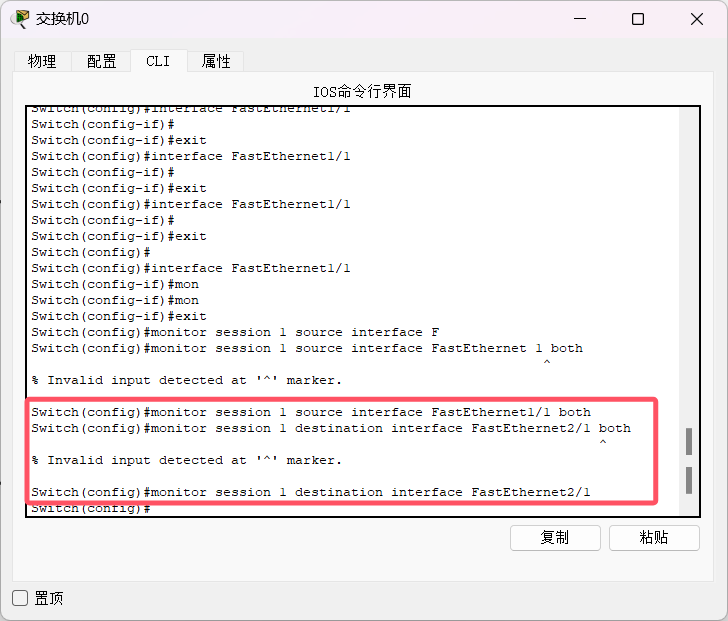 交换机0
物理
配置
CLI
属性
IOS命令行界面
Switch(config)#interface FastEthernet1/1
Switch(config-if)#
Switch(config-if)#exit
Switch(config)#interface FastEthernet1/1
Switch(config-if)#
Switch(config-if)#exit
Switch(config)#interface FastEthernet1/1
Switch(config-if)#
Switch(config-if)#exit
Switch(config)#
Switch(config)#interface FastEthernet1/1
Switch(config-if)#mon
Switch(config-if)#mon
Switch(config-if)#exit
Switch(config)#monitor session 1 source interface F
Switch(config)#monitor session 1 source interface FastEthernet 1 both
^
% Invalid input detected at '^' marker.
Switch(config)#monitor session 1 source interface FastEthernet1/1 both
Switch(config)#monitor session 1 destination interface FastEthernet2/1 both
^
% Invalid input detected at '^' marker.
Switch(config)#monitor session 1 destination interface FastEthernet2/1
Switch(config)#
复制
粘贴
置顶